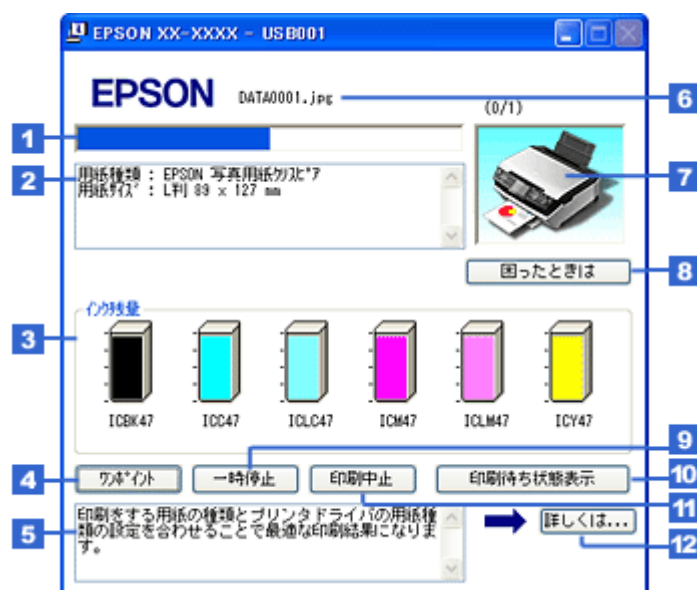 EPSON XX-XXXX - USB001
EPSON
DATA0001.jpg
6
(0/1)
1
2
用紙種類 : EPSON 写真用紙クリスピア
用紙サイズ : L判 89 x 127 mm
7
困ったときは
8
インク残量
3
ICBK47
ICC47
ICLC47
ICM47
ICLM47
ICY47
9
4
ワンポイント
一時停止
印刷中止
印刷待ち状態表示
10
11
5
印刷をする用紙の種類とプリンタドライバの用紙種
類の設定を合わせることで最適な印刷結果になりま
す。
詳しくは...
12